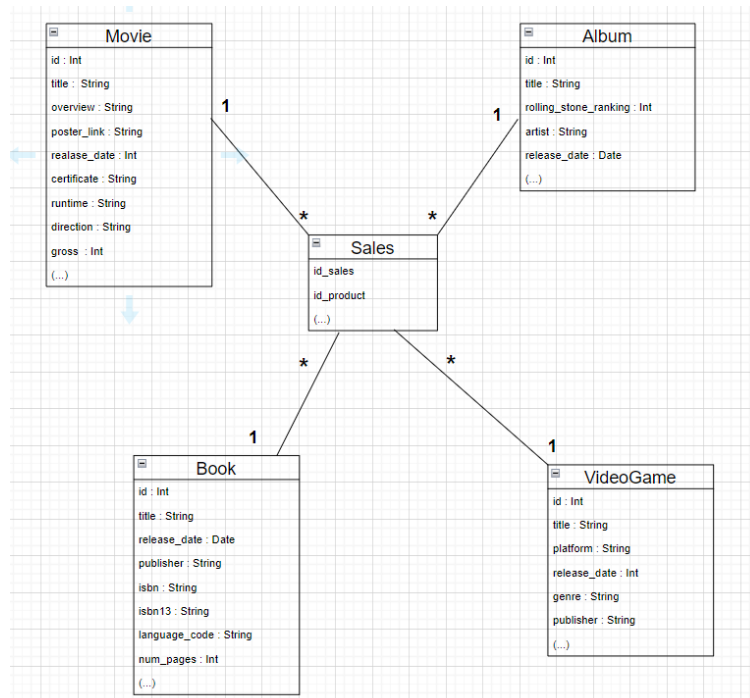 Movie
id : Int
title : String
overview : String
poster_link : String
realase_date : Int
certificate : String
runtime : String
direction : String
gross : Int
(...)
1
*
Album
id : Int
title : String
rolling_stone_ranking : Int
artist : String
release_date : Date
(...)
1
*
Sales
id_sales
id_product
(...)
*
1
*
1
Book
id : Int
title : String
release_date : Date
publisher : String
isbn : String
isbn13 : String
language_code : String
num_pages : Int
(...)
VideoGame
id : Int
title : String
platform : String
release_date : Int
genre : String
publisher : String
(...)